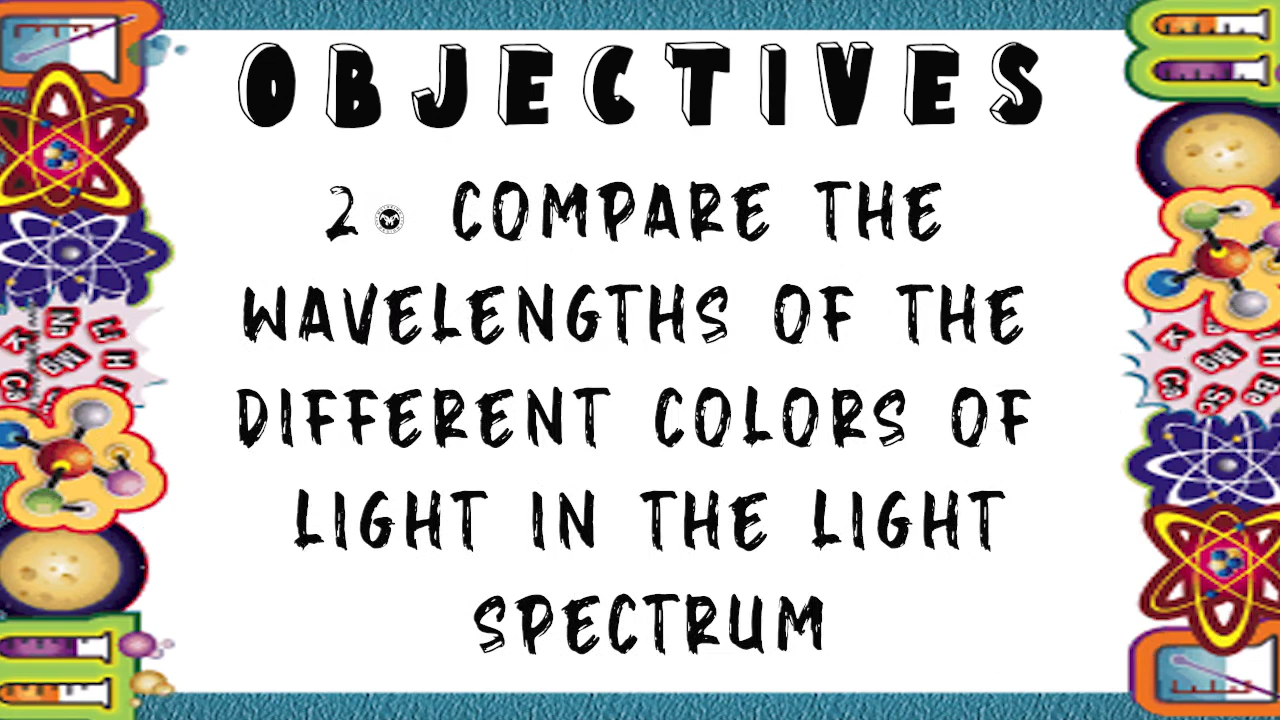 OBJECTIVES
2. COMPARE THE
WAVELENGTHS OF THE
DIFFERENT COLORS OF
LIGHT IN THE LIGHT
SPECTRUM